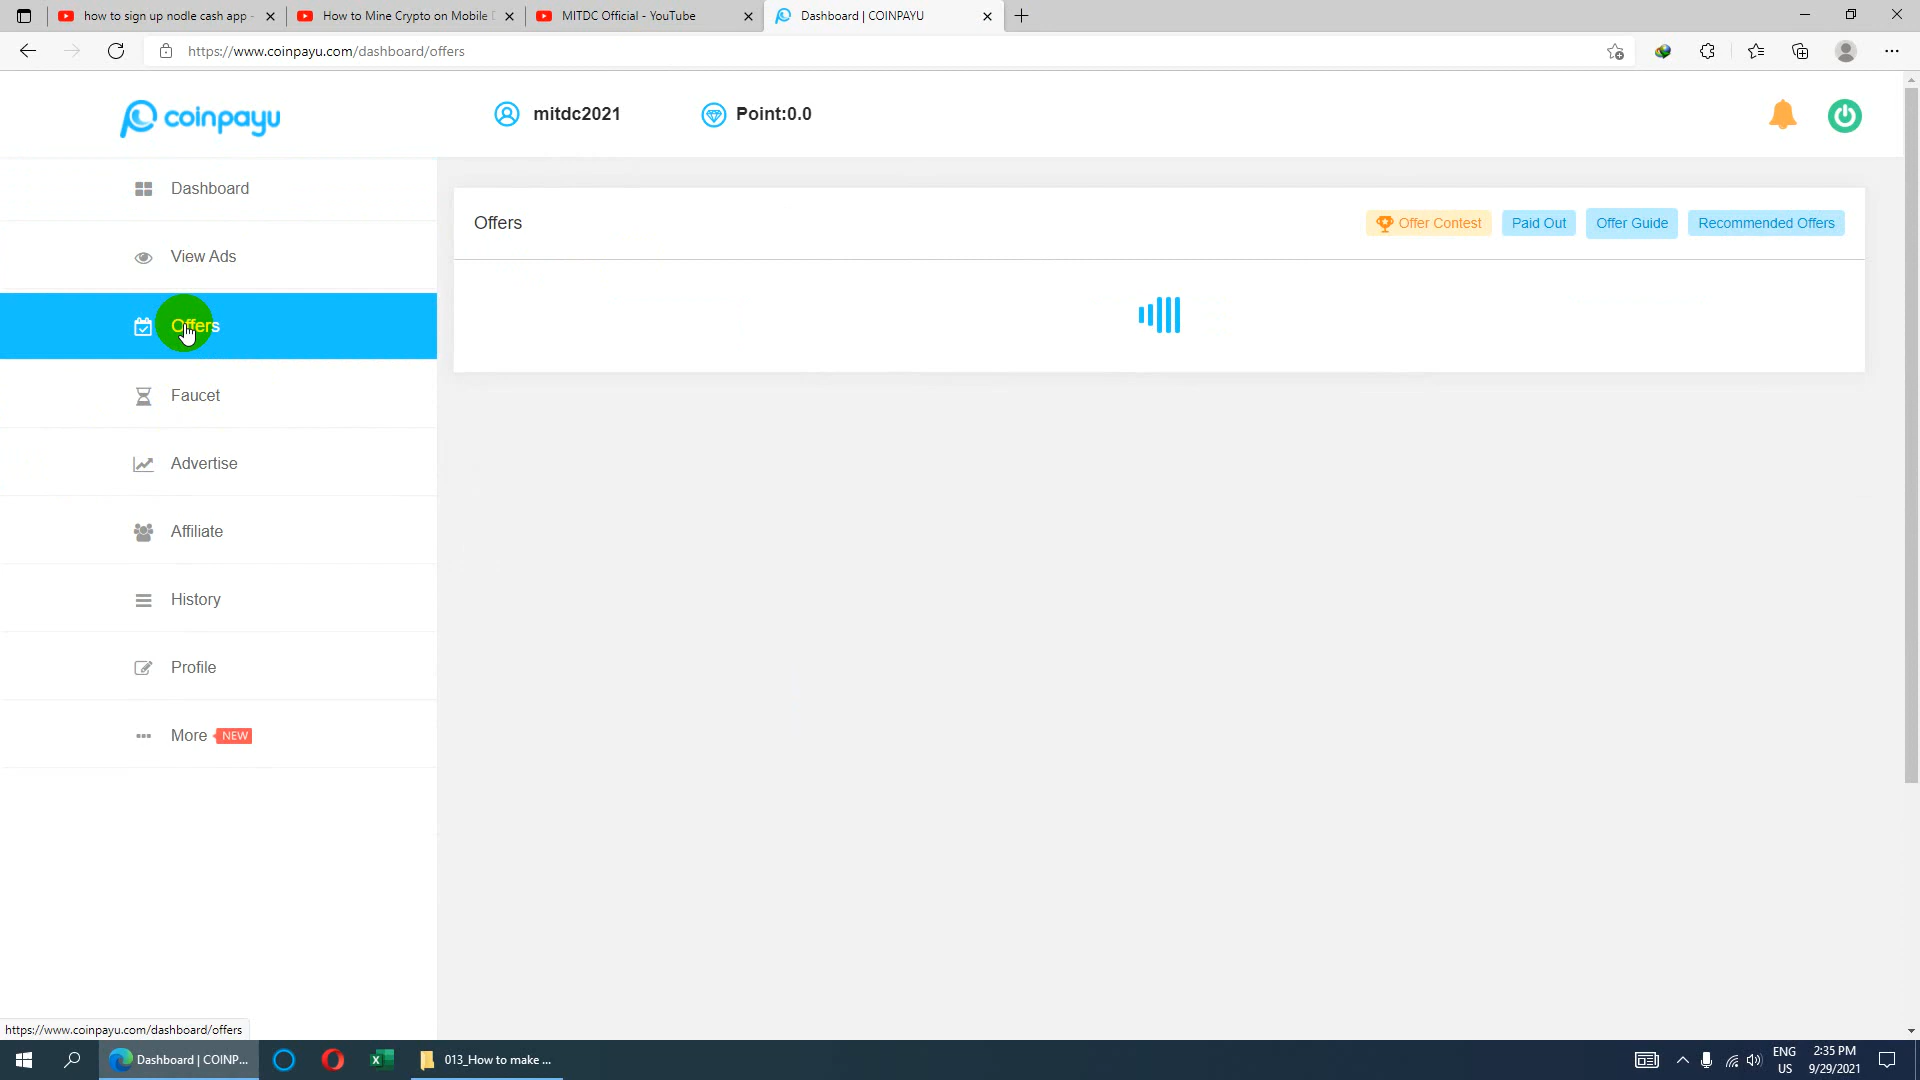 how to sign up nodle cash app -
How to Mine Crypto on Mobile
MITDC Official - YouTube
Dashboard | COINPAYU
https://www.coinpayu.com/dashboard/offers
coinpayu
mitdc2021
Point:0.0
Dashboard
View Ads
Offers
Faucet
Advertise
Affiliate
History
Profile
More NEW
Offers
Offer Contest
Paid Out
Offer Guide
Recommended Offers
https://www.coinpayu.com/dashboard/offers
Dashboard | COINP...
013_How to make ...
ENG
US
2:35 PM
9/29/2021